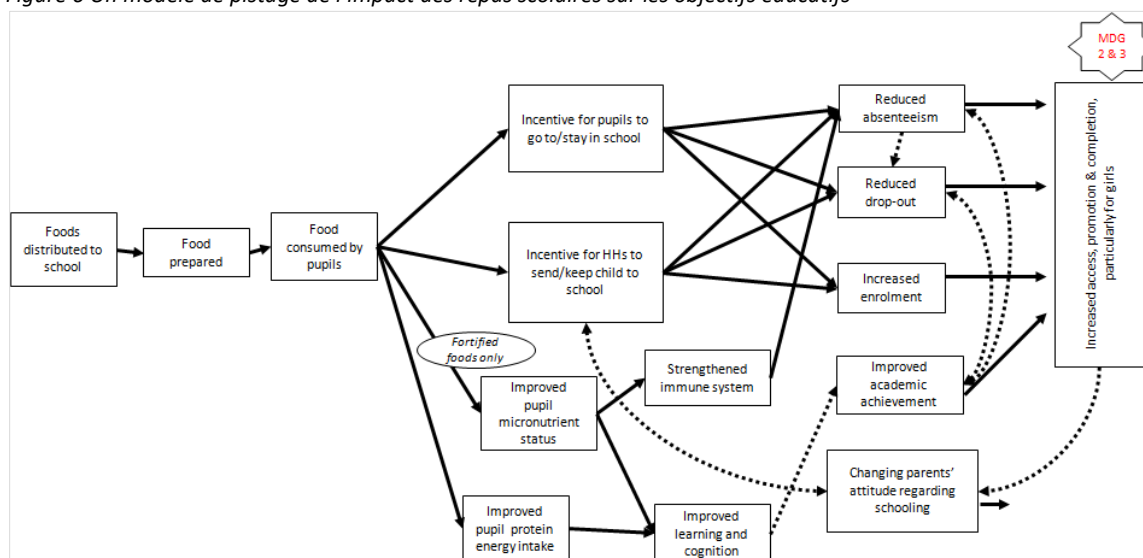 Figure 6 Un modèle de pistage de l'impact des repas scolaires sur les objectifs éducatifs
MDG
2 & 3
Reduced
absenteeism
Incentive for pupils to
go to/stay in school
Reduced
drop-out
Foods
distributed to
school
Food
prepared
Food
consumed by
pupils
Incentive for HHs to
send/keep child to
school
Increased
enrolment
Increased access, promotion & completion,
particularly for girls
Fortified
foods only
Strengthened
immune system
Improved
academic
achievement
Improved
pupil
micronutrient
status
Changing parents'
attitude regarding
schooling
Improved
pupil protein
energy intake
Improved
learning and
cognition